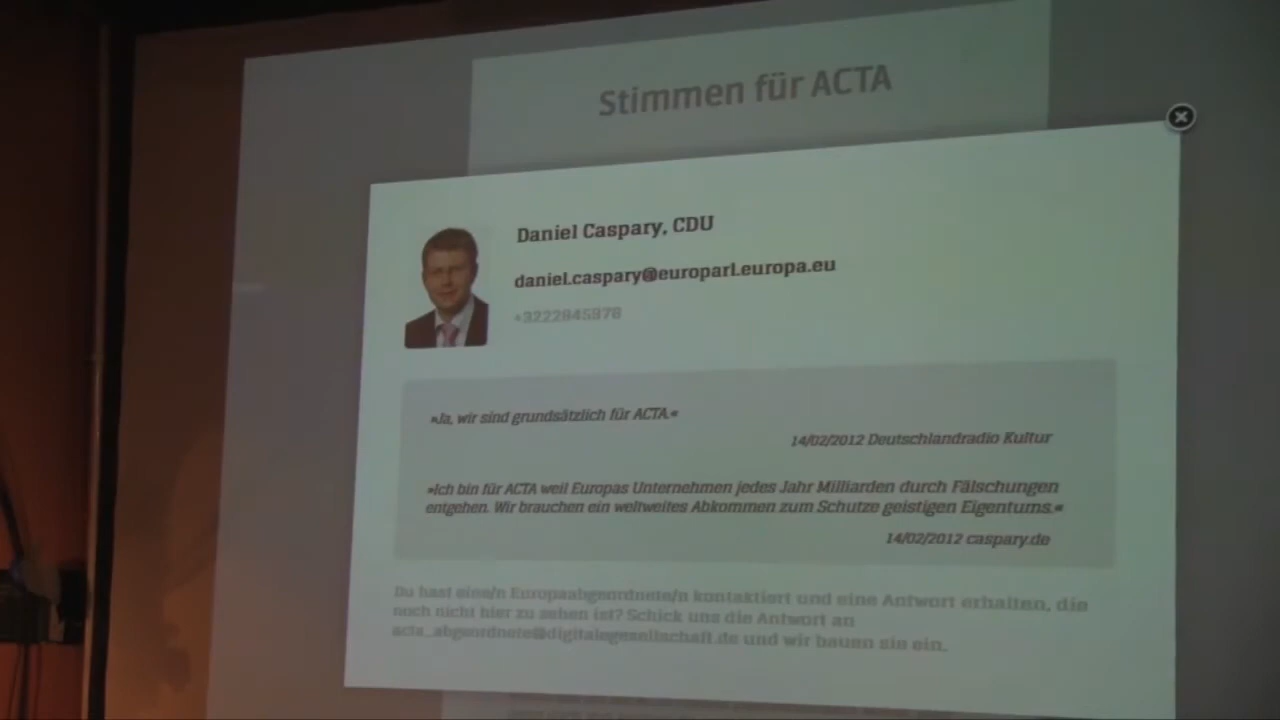 Stimmen für ACTA
Daniel Caspary, CDU
daniel.caspary@europarl.europa.eu
+3222845978
»Ja, wir sind grundsätzlich für ACTA.«
14/02/2012 Deutschlandradio Kultur
»Ich bin für ACTA weil Europas Unternehmen jedes Jahr Milliarden durch Fälschungen
entgehen. Wir brauchen ein weltweites Abkommen zum Schutze geistigen Eigentums.«
14/02/2012 caspary.de
Du hast eine/n Europaabgeordnete/n kontaktiert und eine Antwort erhalten, die
noch nicht hier zu sehen ist? Schick uns die Antwort an
acta_abgeordnete@digitalegesellschaft.de und wir bauen sie ein.